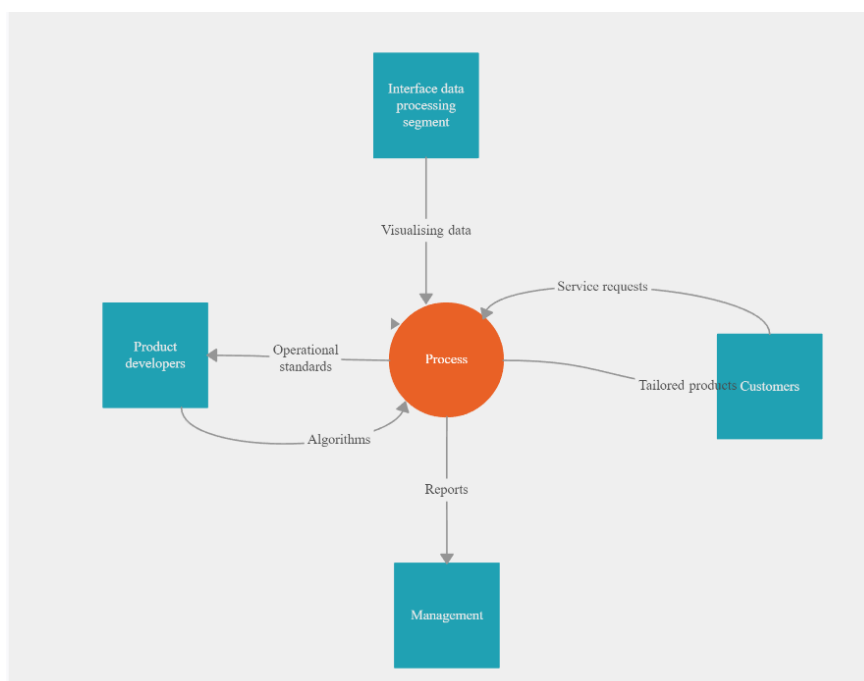 Interface data
processing
segment
Visualising data
Service requests
Product
developers
Operational
standards
Process
Tailored products
Customers
Algorithms
Reports
Management